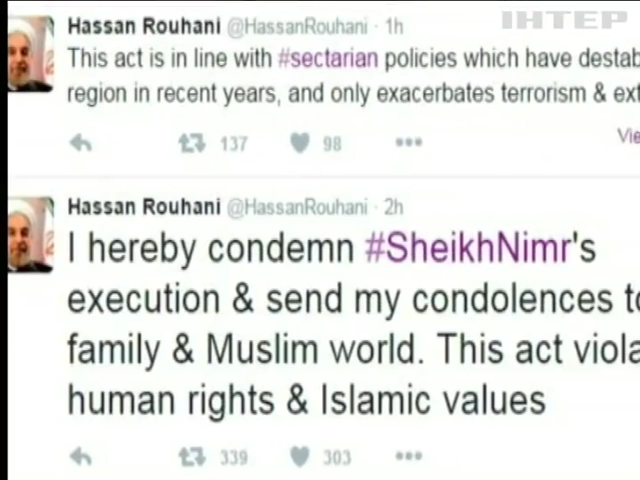 ІНТЕР
Hassan Rouhani @HassanRouhani · 1h
This act is in line with #sectarian policies which have destab
region in recent years, and only exacerbates terrorism & ext
137 98
Vie
Hassan Rouhani @HassanRouhani · 2h
I hereby condemn #SheikhNimr's
execution & send my condolences to
family & Muslim world. This act viola
human rights & Islamic values
339 303